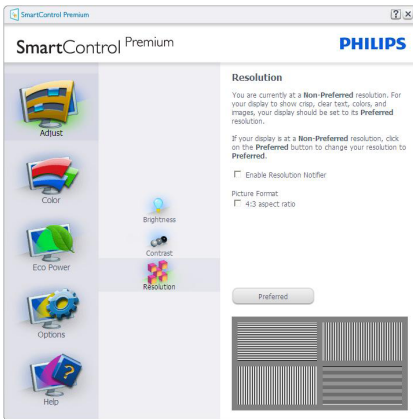 SmartControl Premium
SmartControl Premium
PHILIPS
Adjust
Color
Eco Power
Options
Help
Brightness
Contrast
Resolution
Resolution
You are currently at a Non-Preferred resolution. For
your display to show crisp, clear text, colors, and
images, your display should be set to its Preferred
resolution.
If your display is at a Non-Preferred resolution, click
on the Preferred button to change your resolution to
Preferred.
Enable Resolution Notifier
Picture Format
4:3 aspect ratio
Preferred